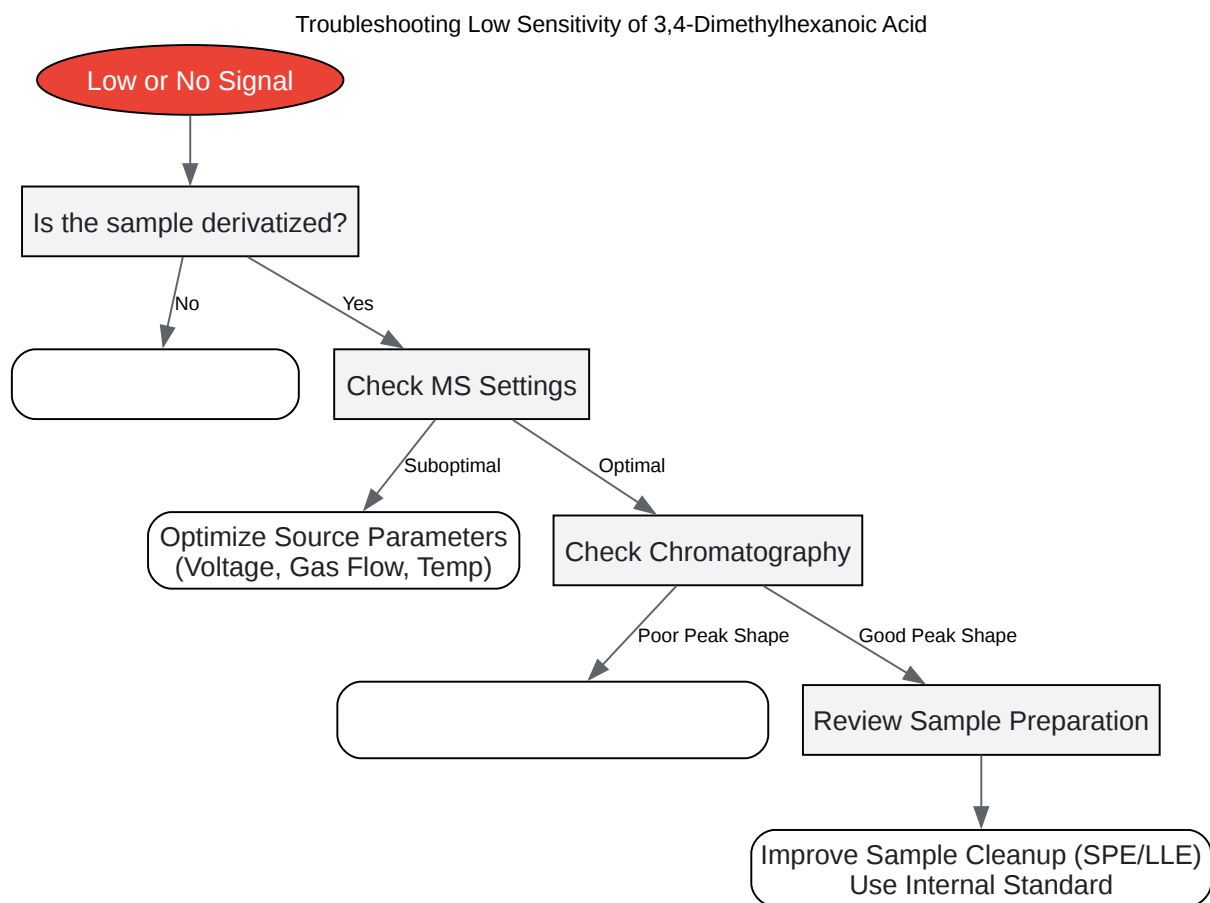 Troubleshooting Low Sensitivity of 3,4-Dimethylhexanoic Acid
Low or No Signal
Is the sample derivatized?
No
Yes
Check MS Settings
Suboptimal
Optimal
Optimize Source Parameters
(Voltage, Gas Flow, Temp)
Check Chromatography
Poor Peak Shape
Good Peak Shape
Review Sample Preparation
Improve Sample Cleanup (SPE/LLE)
Use Internal Standard